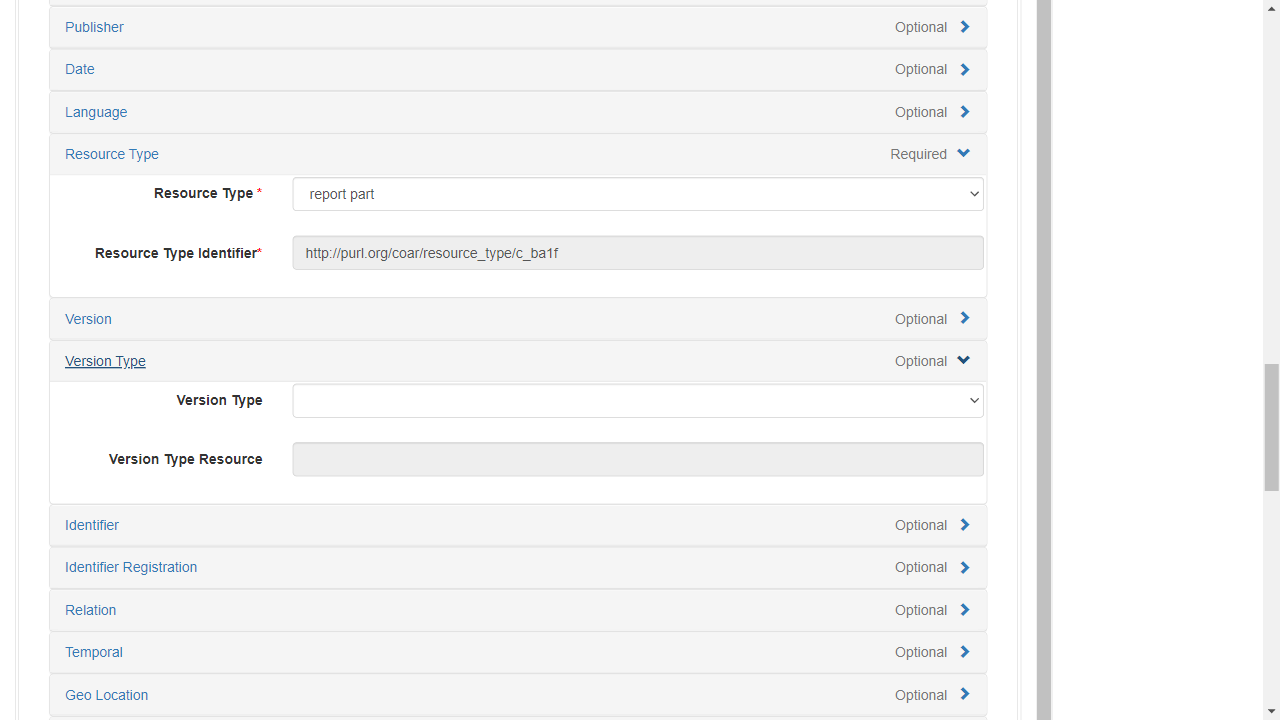 Publisher Optional
Date Optional
Language Optional
Resource Type Required
Resource Type * report part
Resource Type Identifier* http://purl.org/coar/resource_type/c_ba1f
Version Optional
Version Type Optional
Version Type
Version Type Resource
Identifier Optional
Identifier Registration Optional
Relation Optional
Temporal Optional
Geo Location Optional